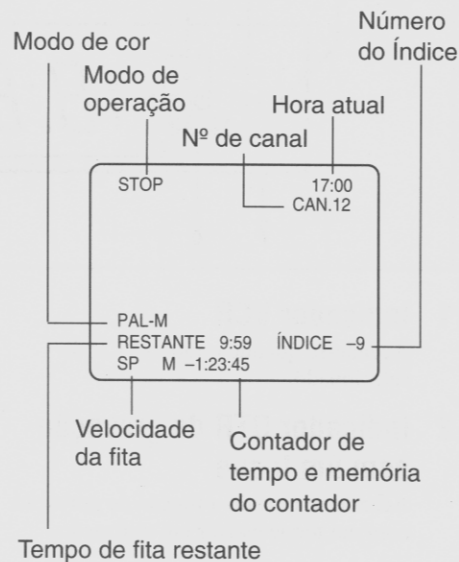 Modo de cor
Número
do Índice
Modo de
operação
Hora atual
Nº de canal
STOP
17:00
CAN.12
PAL-M
RESTANTE 9:59
ÍNDICE –9
SP M –1:23:45
Velocidade
da fita
Contador de
tempo e memória
do contador
Tempo de fita restante